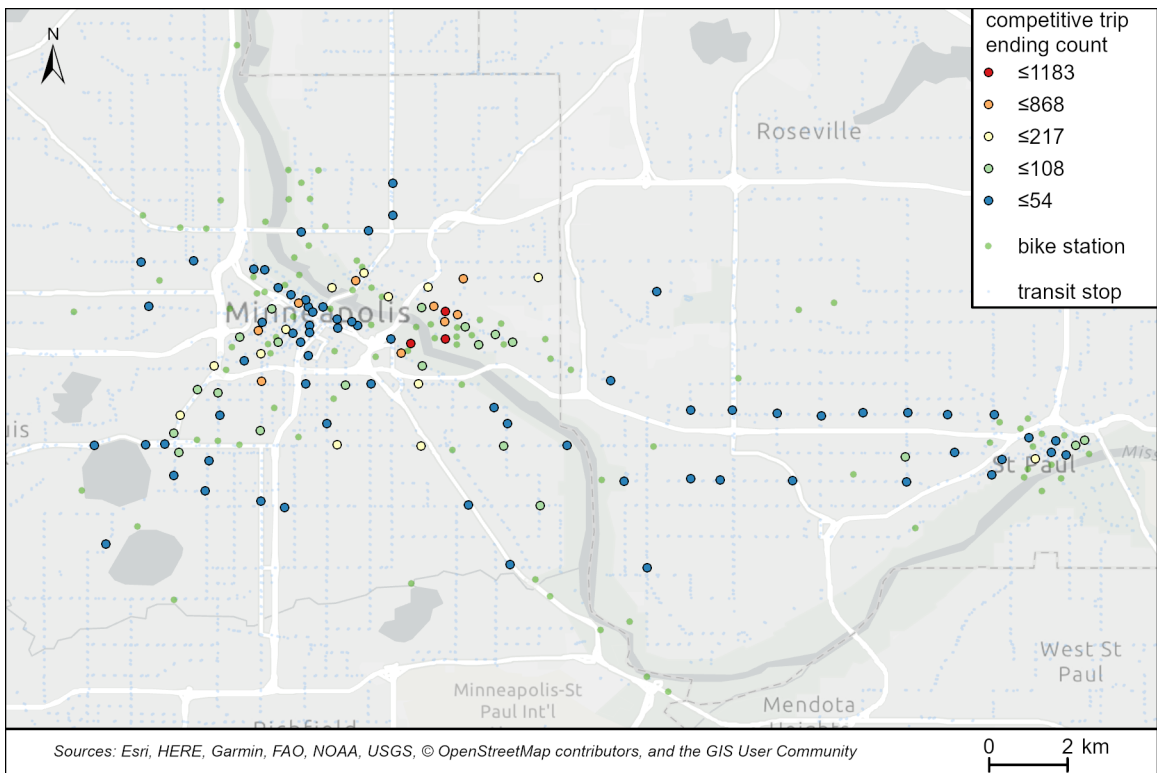 N
competitive trip
ending count
≤1183
≤868
≤217
≤108
≤54
bike station
transit stop
Roseville
Minneapolis
St Paul
West St
Paul
Minneapolis-St
Paul Int'l
Mendota
Sources: Esri, HERE, Garmin, FAO, NOAA, USGS, © OpenStreetMap contributors, and the GIS User Community
0 2 km